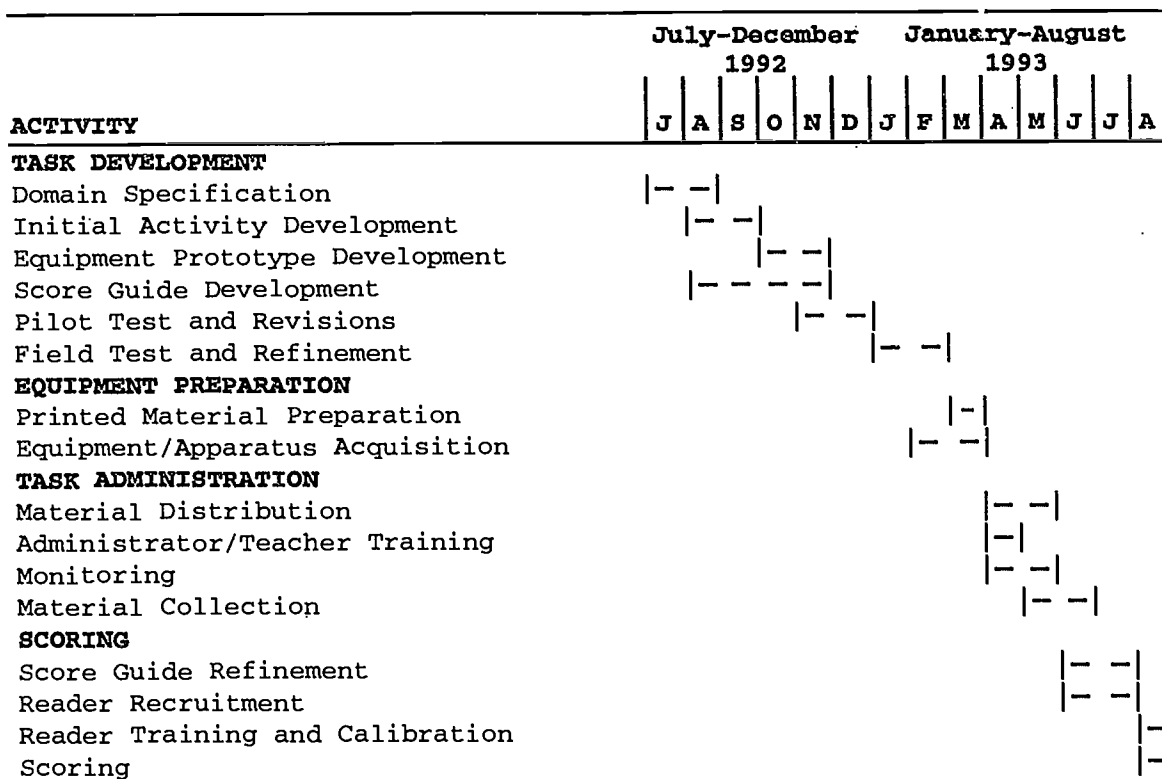 July-December January-August
1992 1993
ACTIVITY |J|A|S|O|N|D|J|F|M|A|M|J|J|A
TASK DEVELOPMENT
Domain Specification |— —|
Initial Activity Development |— —|
Equipment Prototype Development |— —|
Score Guide Development |— — — —|
Pilot Test and Revisions |— —|
Field Test and Refinement |— —|
EQUIPMENT PREPARATION
Printed Material Preparation |—|
Equipment/Apparatus Acquisition |— —|
TASK ADMINISTRATION
Material Distribution |— —|
Administrator/Teacher Training |—|
Monitoring |— —|
Material Collection |— —|
SCORING
Score Guide Refinement |— —|
Reader Recruitment |— —|
Reader Training and Calibration |—
Scoring |—